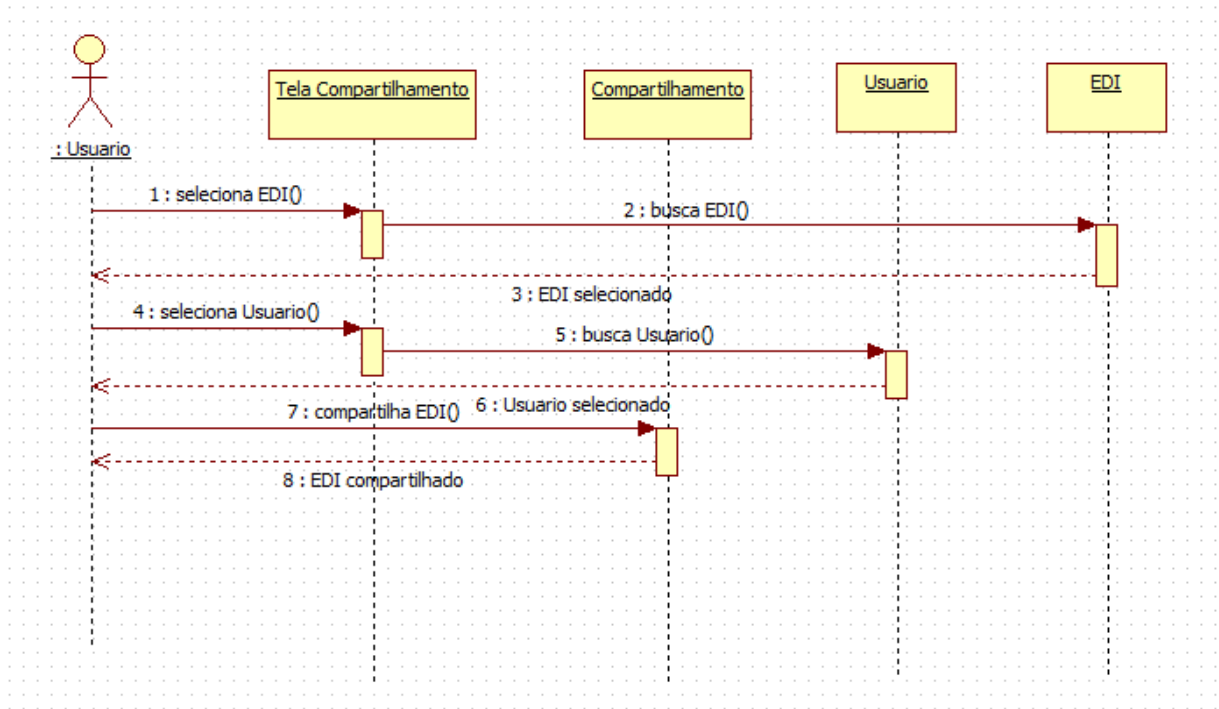 : Usuario
Tela Compartilhamento
Compartilhamento
Usuario
EDI
1 : seleciona EDI()
2 : busca EDI()
3 : EDI selecionado
4 : seleciona Usuario()
5 : busca Usuario()
6 : Usuario selecionado
7 : compartilha EDI()
8 : EDI compartilhado